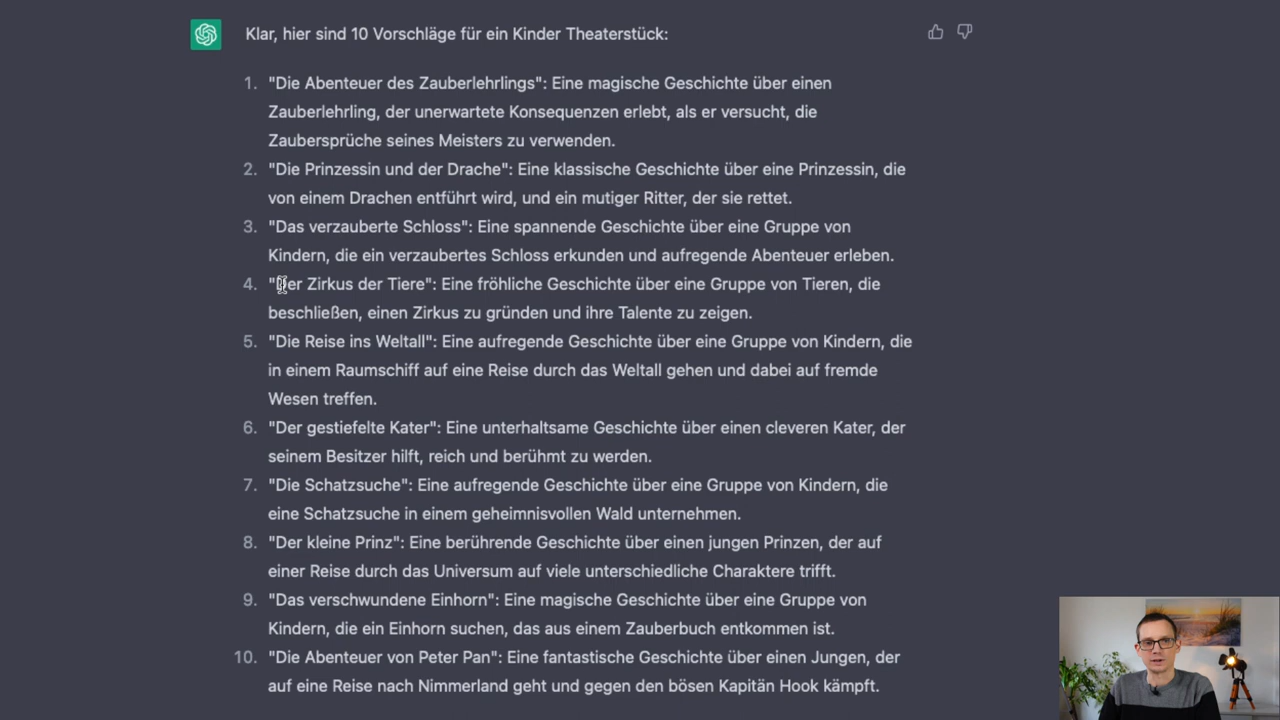 Klar, hier sind 10 Vorschläge für ein Kinder Theaterstück:
1. "Die Abenteuer des Zauberlehrlings": Eine magische Geschichte über einen
Zauberlehrling, der unerwartete Konsequenzen erlebt, als er versucht, die
Zaubersprüche seines Meisters zu verwenden.
2. "Die Prinzessin und der Drache": Eine klassische Geschichte über eine Prinzessin, die
von einem Drachen entführt wird, und ein mutiger Ritter, der sie rettet.
3. "Das verzauberte Schloss": Eine spannende Geschichte über eine Gruppe von
Kindern, die ein verzaubertes Schloss erkunden und aufregende Abenteuer erleben.
4. "Der Zirkus der Tiere": Eine fröhliche Geschichte über eine Gruppe von Tieren, die
beschließen, einen Zirkus zu gründen und ihre Talente zu zeigen.
5. "Die Reise ins Weltall": Eine aufregende Geschichte über eine Gruppe von Kindern, die
in einem Raumschiff auf eine Reise durch das Weltall gehen und dabei auf fremde
Wesen treffen.
6. "Der gestiefelte Kater": Eine unterhaltsame Geschichte über einen cleveren Kater, der
seinem Besitzer hilft, reich und berühmt zu werden.
7. "Die Schatzsuche": Eine aufregende Geschichte über eine Gruppe von Kindern, die
eine Schatzsuche in einem geheimnisvollen Wald unternehmen.
8. "Der kleine Prinz": Eine berührende Geschichte über einen jungen Prinzen, der auf
einer Reise durch das Universum auf viele unterschiedliche Charaktere trifft.
9. "Das verschwundene Einhorn": Eine magische Geschichte über eine Gruppe von
Kindern, die ein Einhorn suchen, das aus einem Zauberbuch entkommen ist.
10. "Die Abenteuer von Peter Pan": Eine fantastische Geschichte über einen Jungen, der
auf eine Reise nach Nimmerland geht und gegen den bösen Kapitän Hook kämpft.